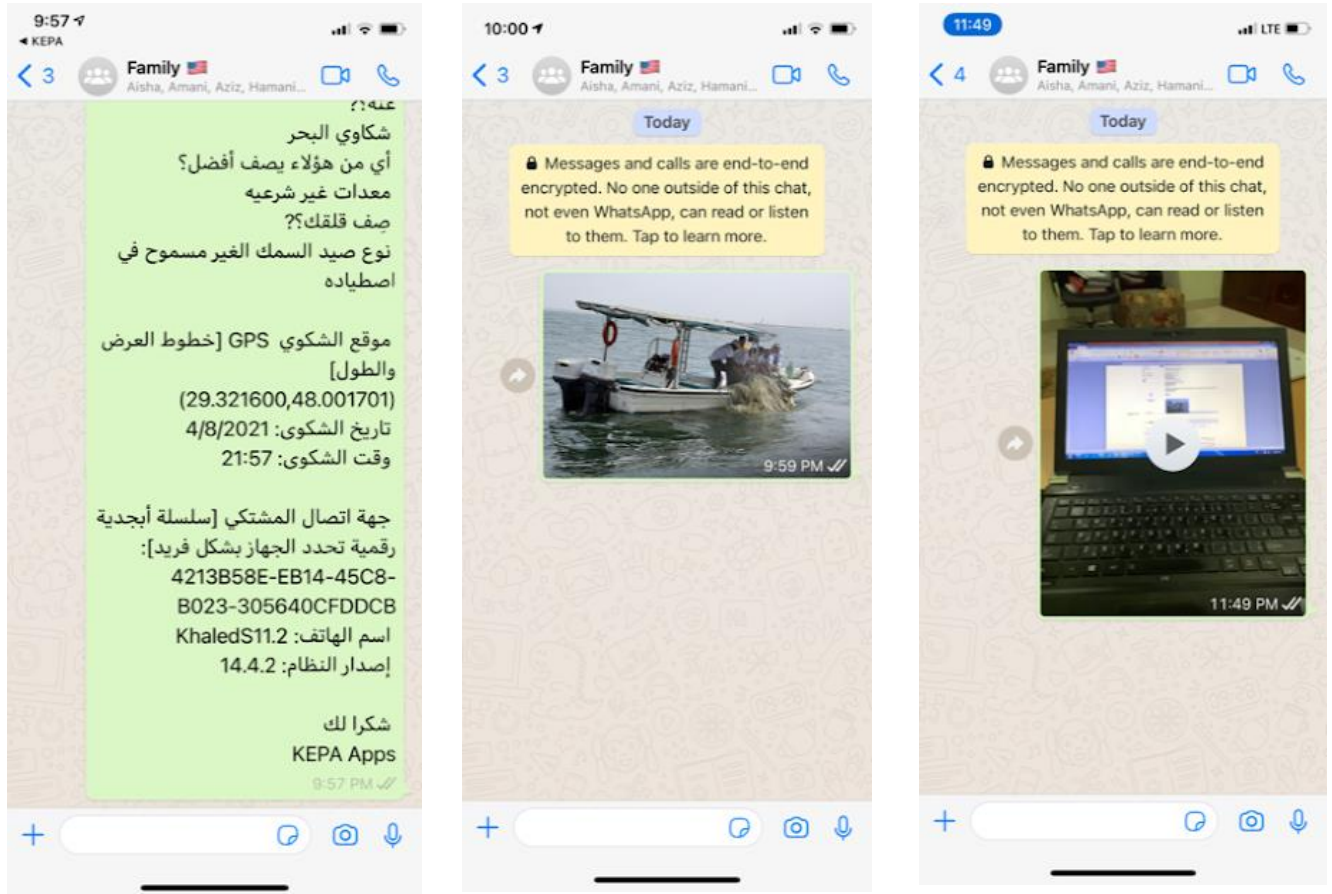 9:57
KEPA
3
Family 🇺🇸
Aisha, Amani, Aziz, Hamani...
عنه؟?
شكاوي البحر
أي من هؤلاء يصف أفضل؟
معدات غير شرعيه
صِف قلقك؟?
نوع صيد السمك الغير مسموح في
اصطياده
موقع الشكوي GPS [خطوط العرض
والطول]
(29.321600,48.001701)
تاريخ الشكوى: 4/8/2021
وقت الشكوى: 21:57
جهة اتصال المشتكي [سلسلة أبجدية
رقمية تحدد الجهاز بشكل فريد]:
4213B58E-EB14-45C8-
B023-305640CFDDCB
اسم الهاتف: KhaledS11.2
إصدار النظام: 14.4.2
شكرا لك
KEPA Apps
9:57 PM
10:00
3
Family 🇺🇸
Aisha, Amani, Aziz, Hamani...
Today
Messages and calls are end-to-end
encrypted. No one outside of this chat,
not even WhatsApp, can read or listen
to them. Tap to learn more.
9:59 PM
11:49
LTE
4
Family 🇺🇸
Aisha, Amani, Aziz, Hamani...
Today
Messages and calls are end-to-end
encrypted. No one outside of this chat,
not even WhatsApp, can read or listen
to them. Tap to learn more.
11:49 PM